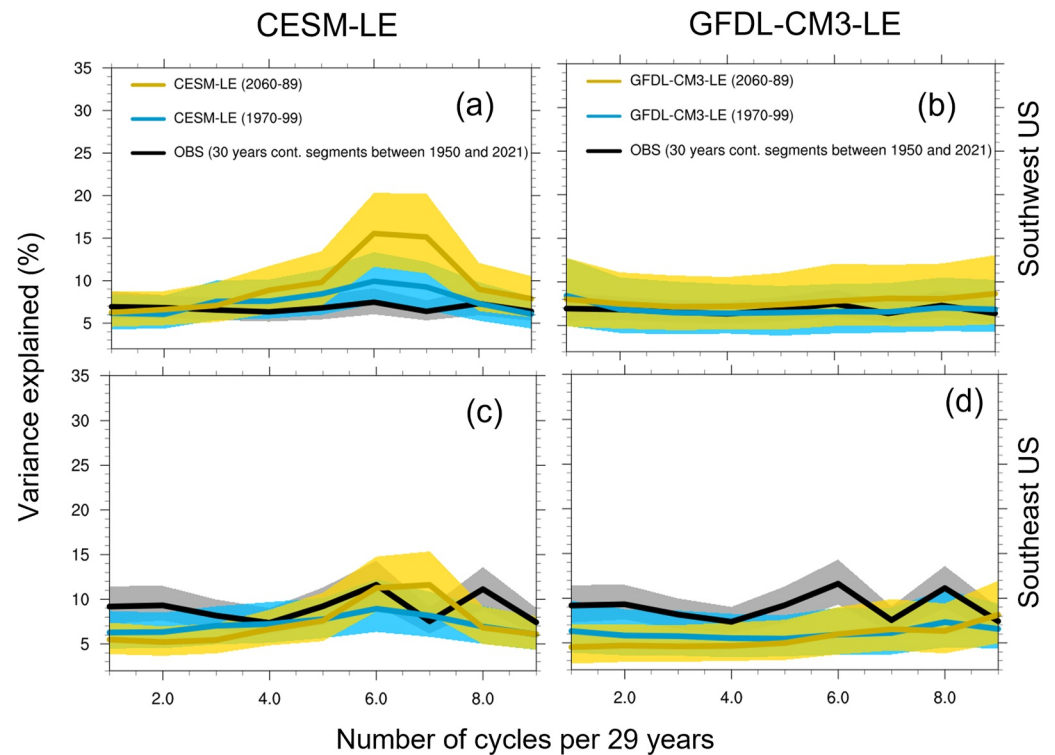 CESM-LE
GFDL-CM3-LE
35
30
25
20
15
10
5
CESM-LE (2060-89)
CESM-LE (1970-99)
OBS (30 years cont. segments between 1950 and 2021)
(a)
GFDL-CM3-LE (2060-89)
GFDL-CM3-LE (1970-99)
OBS (30 years cont. segments between 1950 and 2021)
(b)
Southwest US
Variance explained (%)
35
30
25
20
15
10
5
(c)
(d)
Southeast US
2.0 4.0 6.0 8.0
2.0 4.0 6.0 8.0
Number of cycles per 29 years